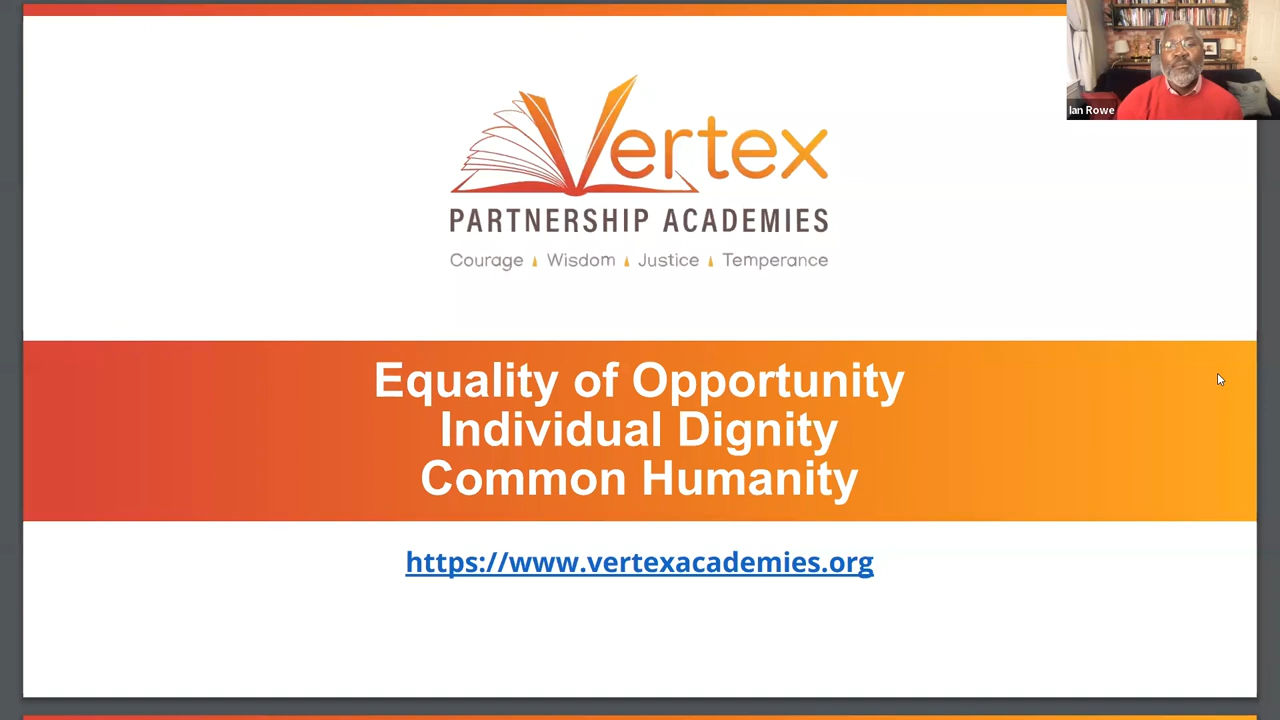 Vertex
PARTNERSHIP ACADEMIES
Courage Wisdom Justice Temperance
Ian Rowe
Equality of Opportunity
Individual Dignity
Common Humanity
https://www.vertexacademies.org